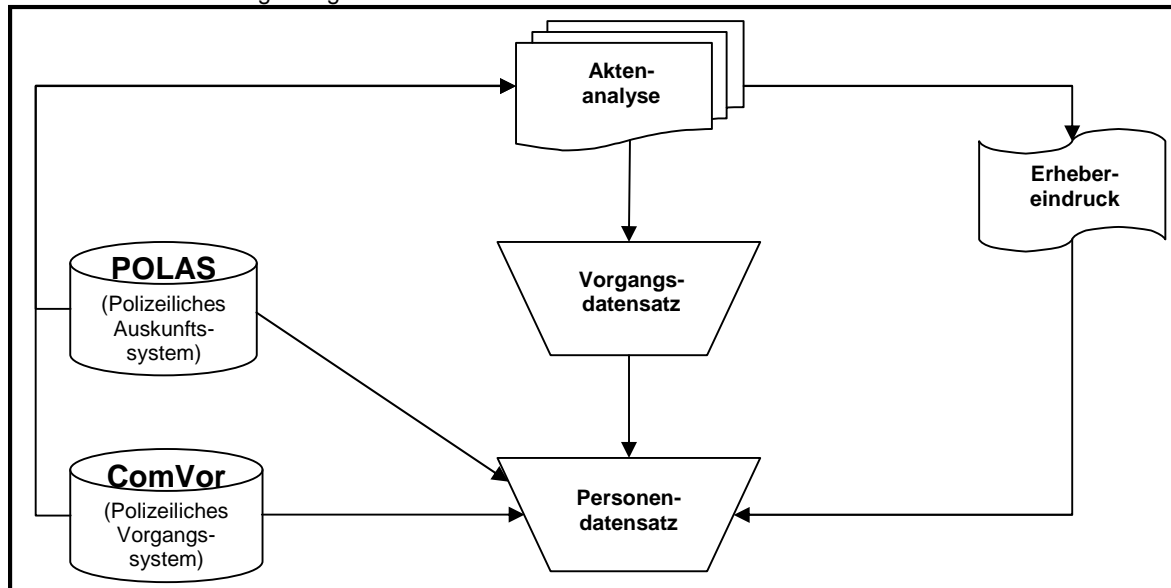 Akten-
analyse
Erheber-
eindruck
POLAS
(Polizeiliches
Auskunfts-
system)
Vorgangs-
datensatz
ComVor
(Polizeiliches
Vorgangs-
system)
Personen-
datensatz